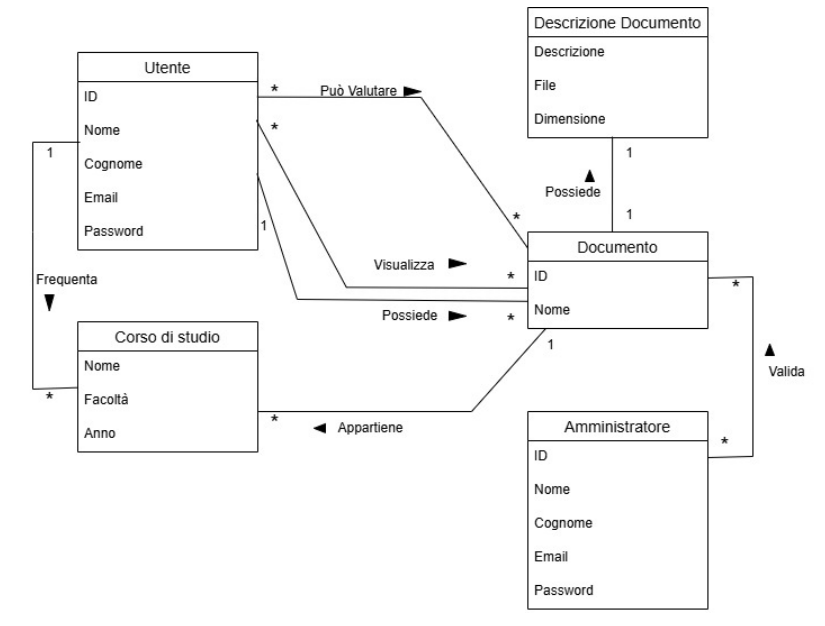 Descrizione Documento
Descrizione
File
Dimensione
Utente
ID
Nome
Cognome
Email
Password
*
Può Valutare
*
*
1
Visualizza
*
Possiede
*
1
Possiede
1
Documento
ID
Nome
1
Frequenta
*
Corso di studio
Nome
Facoltà
Anno
*
Appartiene
1
*
Valida
*
Amministratore
ID
Nome
Cognome
Email
Password